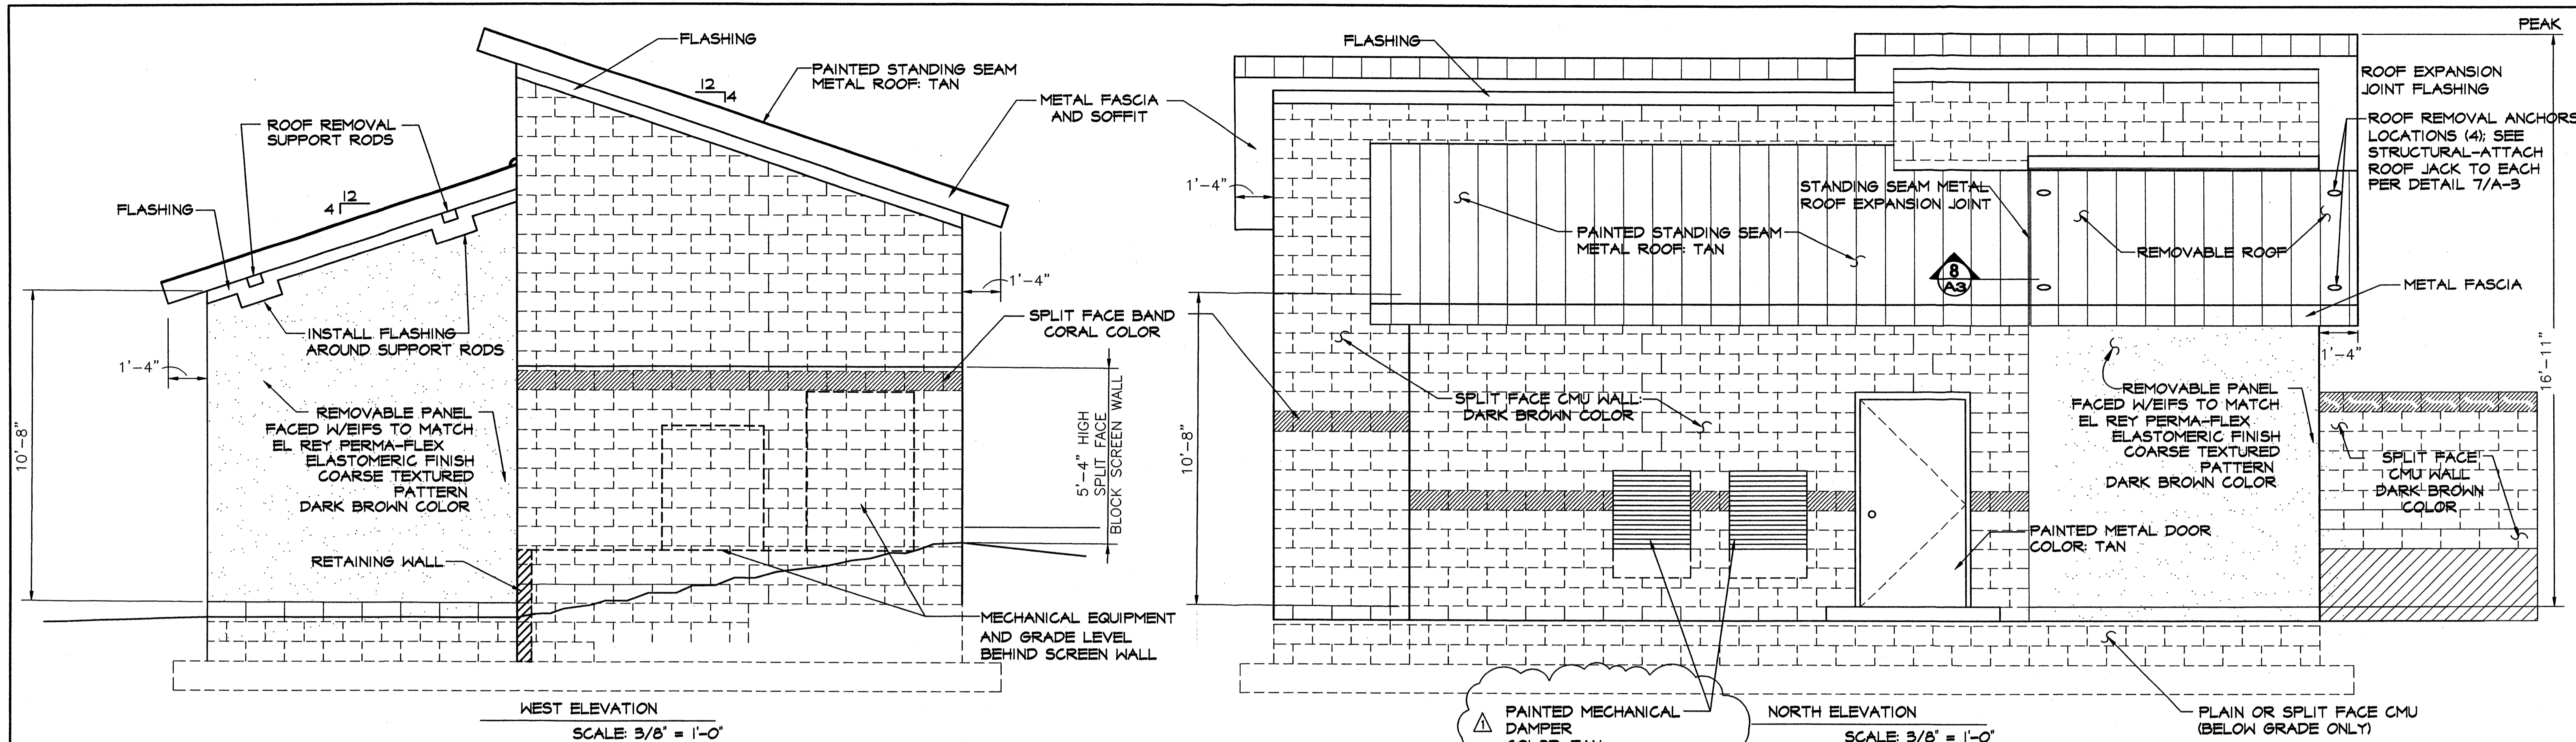 FLASHING
PAINTED STANDING SEAM
METAL ROOF: TAN
12
4
METAL FASCIA
AND SOFFIT
ROOF REMOVAL
SUPPORT RODS
12
4
FLASHING
1'-4"
INSTALL FLASHING
AROUND SUPPORT RODS
1'-4"
SPLIT FACE BAND
CORAL COLOR
10'-8"
REMOVABLE PANEL
FACED W/EIFS TO MATCH
EL REY PERMA-FLEX
ELASTOMERIC FINISH
COARSE TEXTURED
PATTERN
DARK BROWN COLOR
5'-4" HIGH
SPLIT FACE
BLOCK SCREEN WALL
RETAINING WALL
MECHANICAL EQUIPMENT
AND GRADE LEVEL
BEHIND SCREEN WALL
WEST ELEVATION
SCALE: 3/8" = 1'-0"
FLASHING
PEAK
ROOF EXPANSION
JOINT FLASHING
ROOF REMOVAL ANCHORS
LOCATIONS (4); SEE
STRUCTURAL-ATTACH
ROOF JACK TO EACH
PER DETAIL 7/A-3
1'-4"
STANDING SEAM METAL
ROOF EXPANSION JOINT
PAINTED STANDING SEAM
METAL ROOF: TAN
REMOVABLE ROOF
8
A3
METAL FASCIA
1'-4"
16'-11"
10'-8"
SPLIT FACE CMU WALL:
DARK BROWN COLOR
REMOVABLE PANEL
FACED W/EIFS TO MATCH
EL REY PERMA-FLEX
ELASTOMERIC FINISH
COARSE TEXTURED
PATTERN
DARK BROWN COLOR
SPLIT FACE
CMU WALL
DARK BROWN
COLOR
PAINTED METAL DOOR
COLOR: TAN
1
PAINTED MECHANICAL
DAMPER
COLOR: TAN
NORTH ELEVATION
SCALE: 3/8" = 1'-0"
PLAIN OR SPLIT FACE CMU
(BELOW GRADE ONLY)